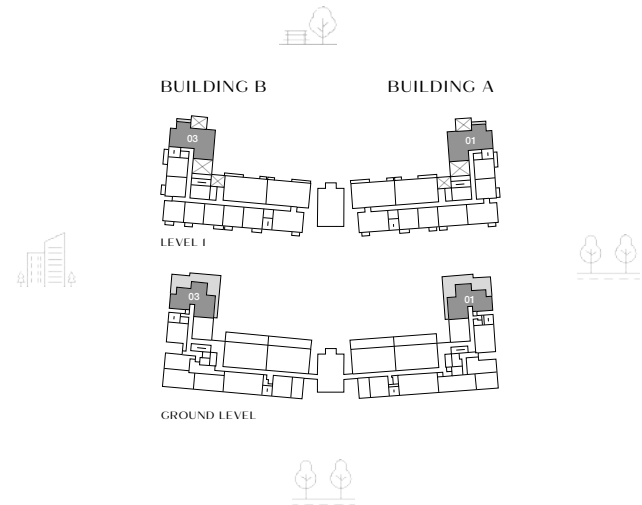 BUILDING B
BUILDING A
03
01
LEVEL 1
03
01
GROUND LEVEL